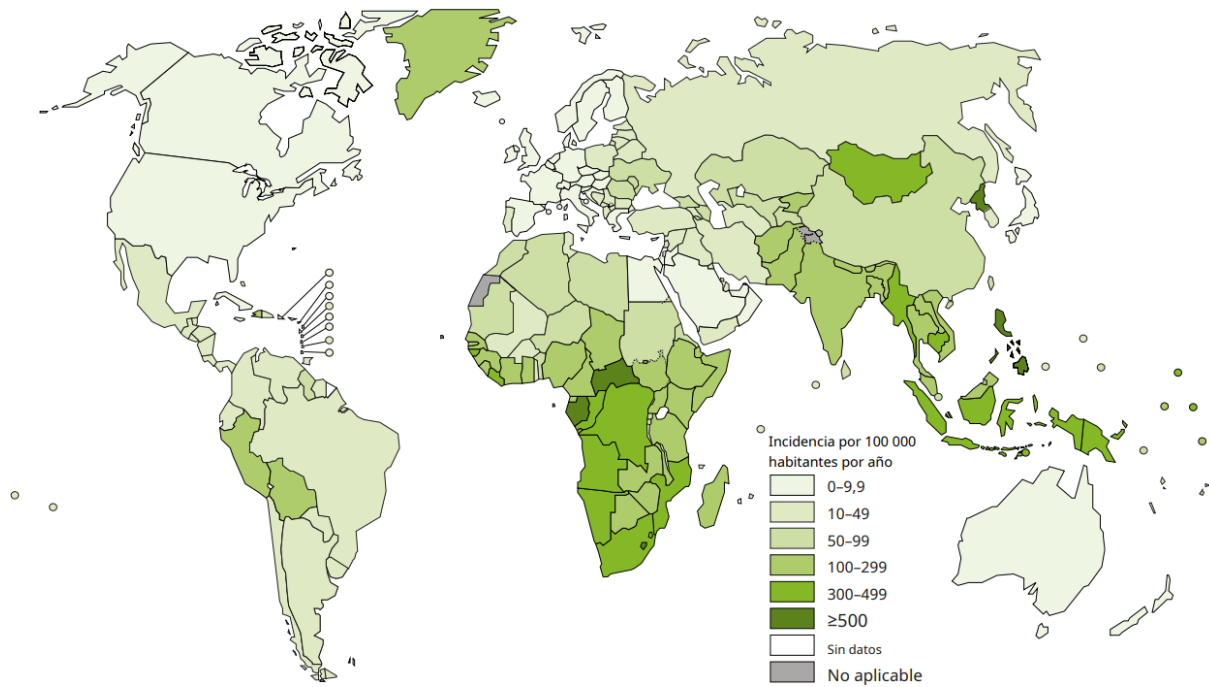 Incidencia por 100 000
habitantes por año
0–9,9
10–49
50–99
100–299
300–499
≥500
Sin datos
No aplicable